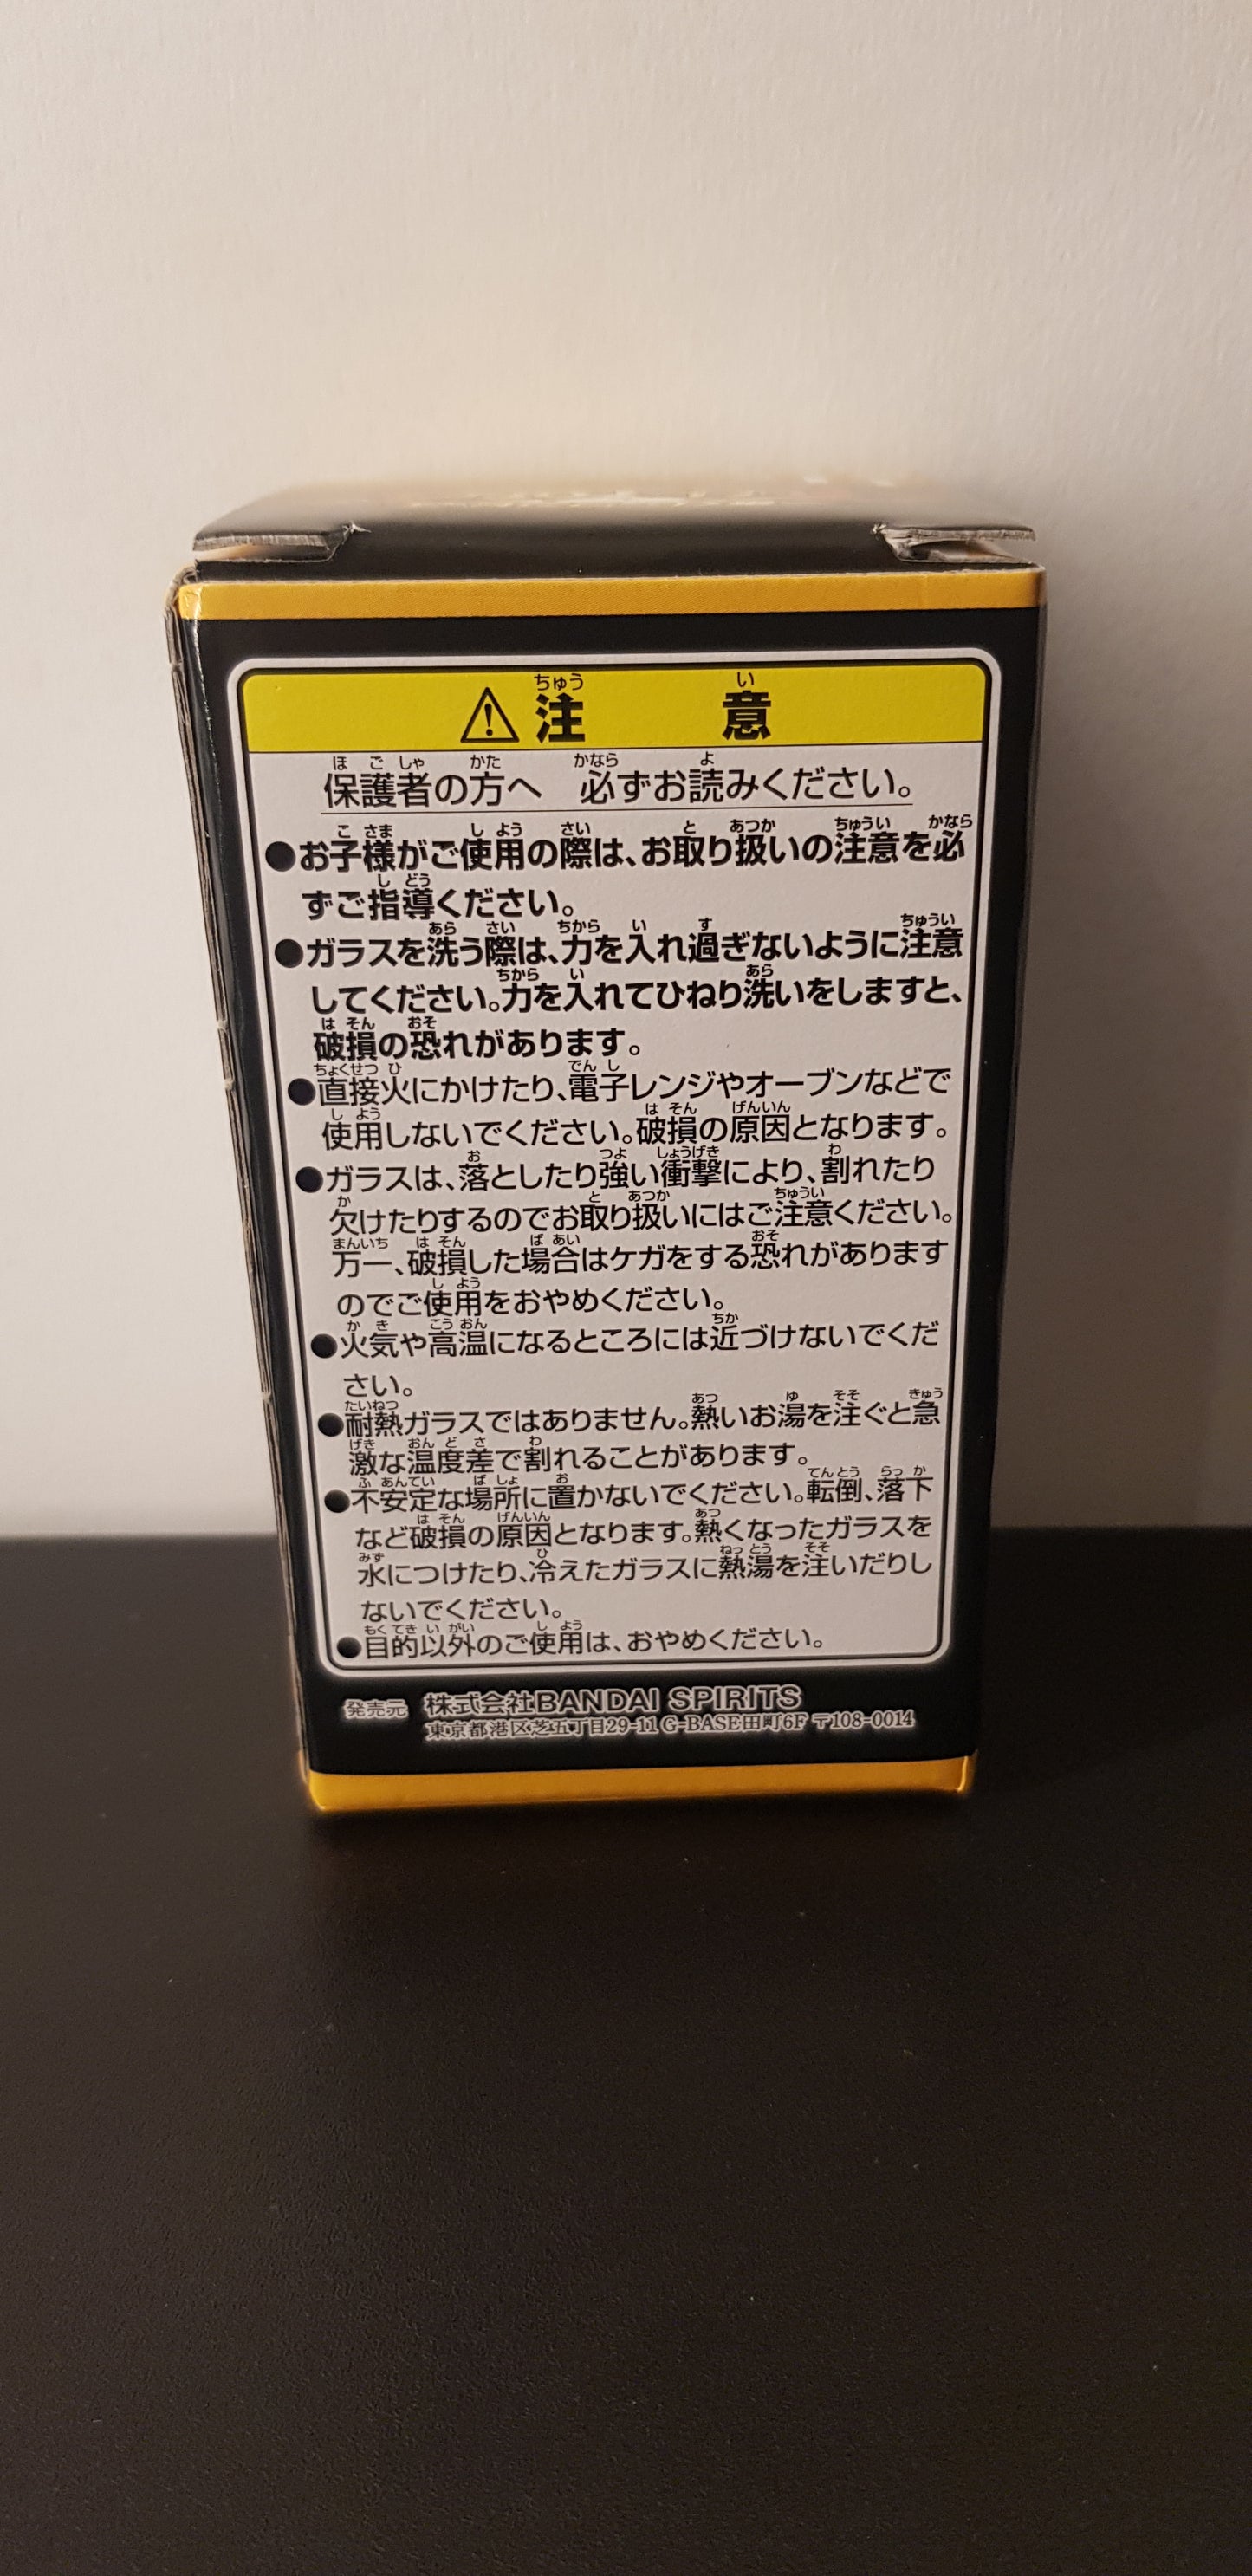 ⚠注意
保護者の方へ 必ずお読みください。
●お子様がご使用の際は、お取り扱いの注意を必
ずご指導ください。
●ガラスを洗う際は、力を入れ過ぎないように注意
してください。力を入れてひねり洗いをしますと、
破損の恐れがあります。
●直接火にかけたり、電子レンジやオーブンなどで
使用しないでください。破損の原因となります。
●ガラスは、落としたり強い衝撃により、割れたり
欠けたりするのでお取り扱いにはご注意ください。
万一、破損した場合はケガをする恐れがあります
のでご使用をおやめください。
●火気や高温になるところには近づけないでくだ
さい。
●耐熱ガラスではありません。熱いお湯を注ぐと急
激な温度差で割れることがあります。
●不安定な場所に置かないでください。転倒、落下
など破損の原因となります。熱くなったガラスを
水につけたり、冷えたガラスに熱湯を注いだりし
ないでください。
●目的以外のご使用は、おやめください。
発売元 株式会社BANDAI SPIRITS
東京都港区芝五丁目29-11 G-BASE田町6F 〒108-0014